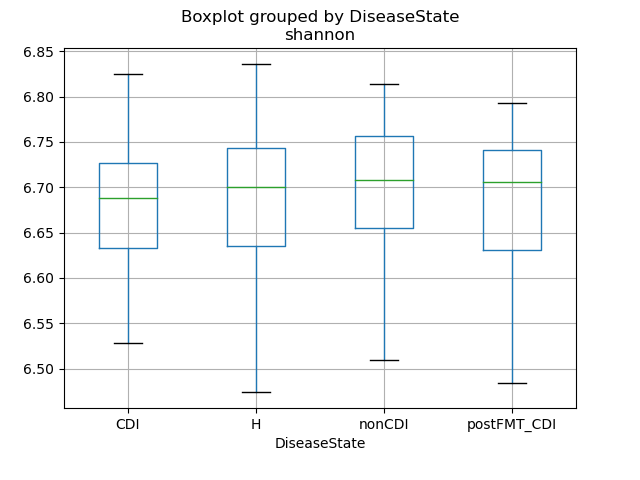 Boxplot grouped by DiseaseState
shannon
6.85
6.80
6.75
6.70
6.65
6.60
6.55
6.50
CDI H nonCDI postFMT_CDI
DiseaseState